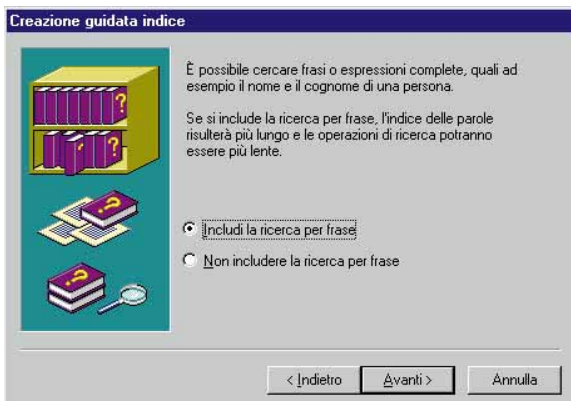 Creazione guidata indice
È possibile cercare frasi o espressioni complete, quali ad
esempio il nome e il cognome di una persona.
Se si include la ricerca per frase, l'indice delle parole
risulterà più lungo e le operazioni di ricerca potranno
essere più lente.
Includi la ricerca per frase
Non includere la ricerca per frase
< Indietro
Avanti >
Annulla